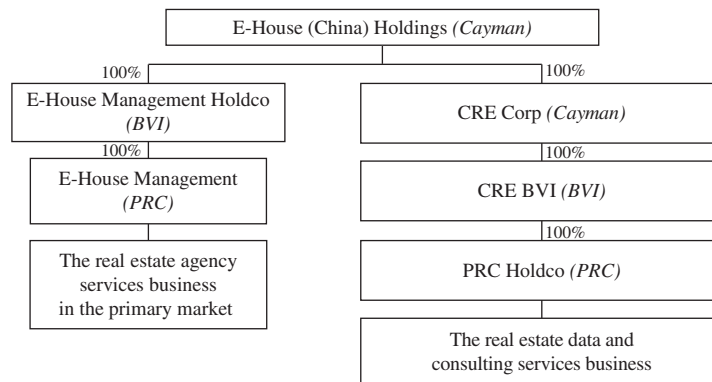 E-House (China) Holdings (Cayman)
100%
100%
E-House Management Holdco
(BVI)
CRE Corp (Cayman)
100%
100%
E-House Management
(PRC)
CRE BVI (BVI)
100%
The real estate agency
services business
in the primary market
PRC Holdco (PRC)
The real estate data and
consulting services business